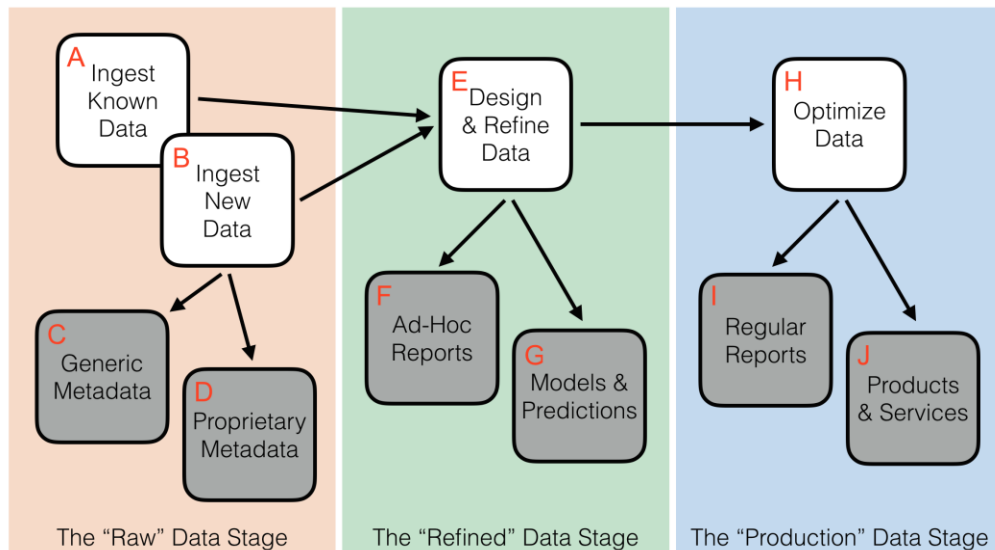 A
Ingest
Known
Data
B
Ingest
New
Data
C
Generic
Metadata
D
Proprietary
Metadata
The “Raw” Data Stage
E
Design
& Refine
Data
F
Ad-Hoc
Reports
G
Models &
Predictions
The “Refined” Data Stage
H
Optimize
Data
I
Regular
Reports
J
Products
& Services
The “Production” Data Stage